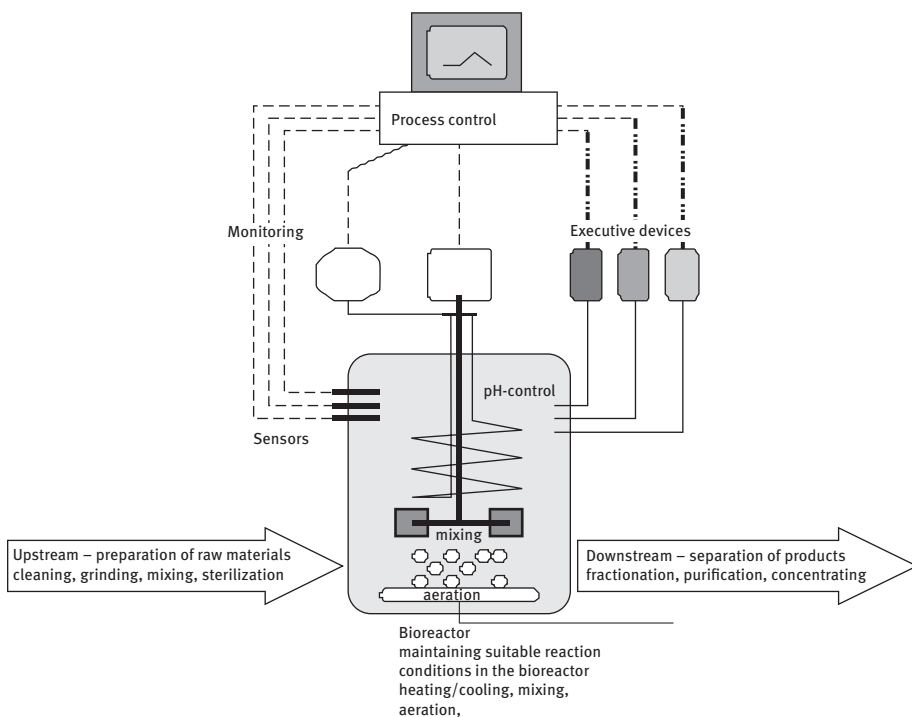 Process control
Monitoring
Executive devices
pH-control
Sensors
mixing
Upstream – preparation of raw materials
cleaning, grinding, mixing, sterilization
Downstream – separation of products
fractionation, purification, concentrating
aeration
Bioreactor
maintaining suitable reaction
conditions in the bioreactor
heating/cooling, mixing,
aeration,